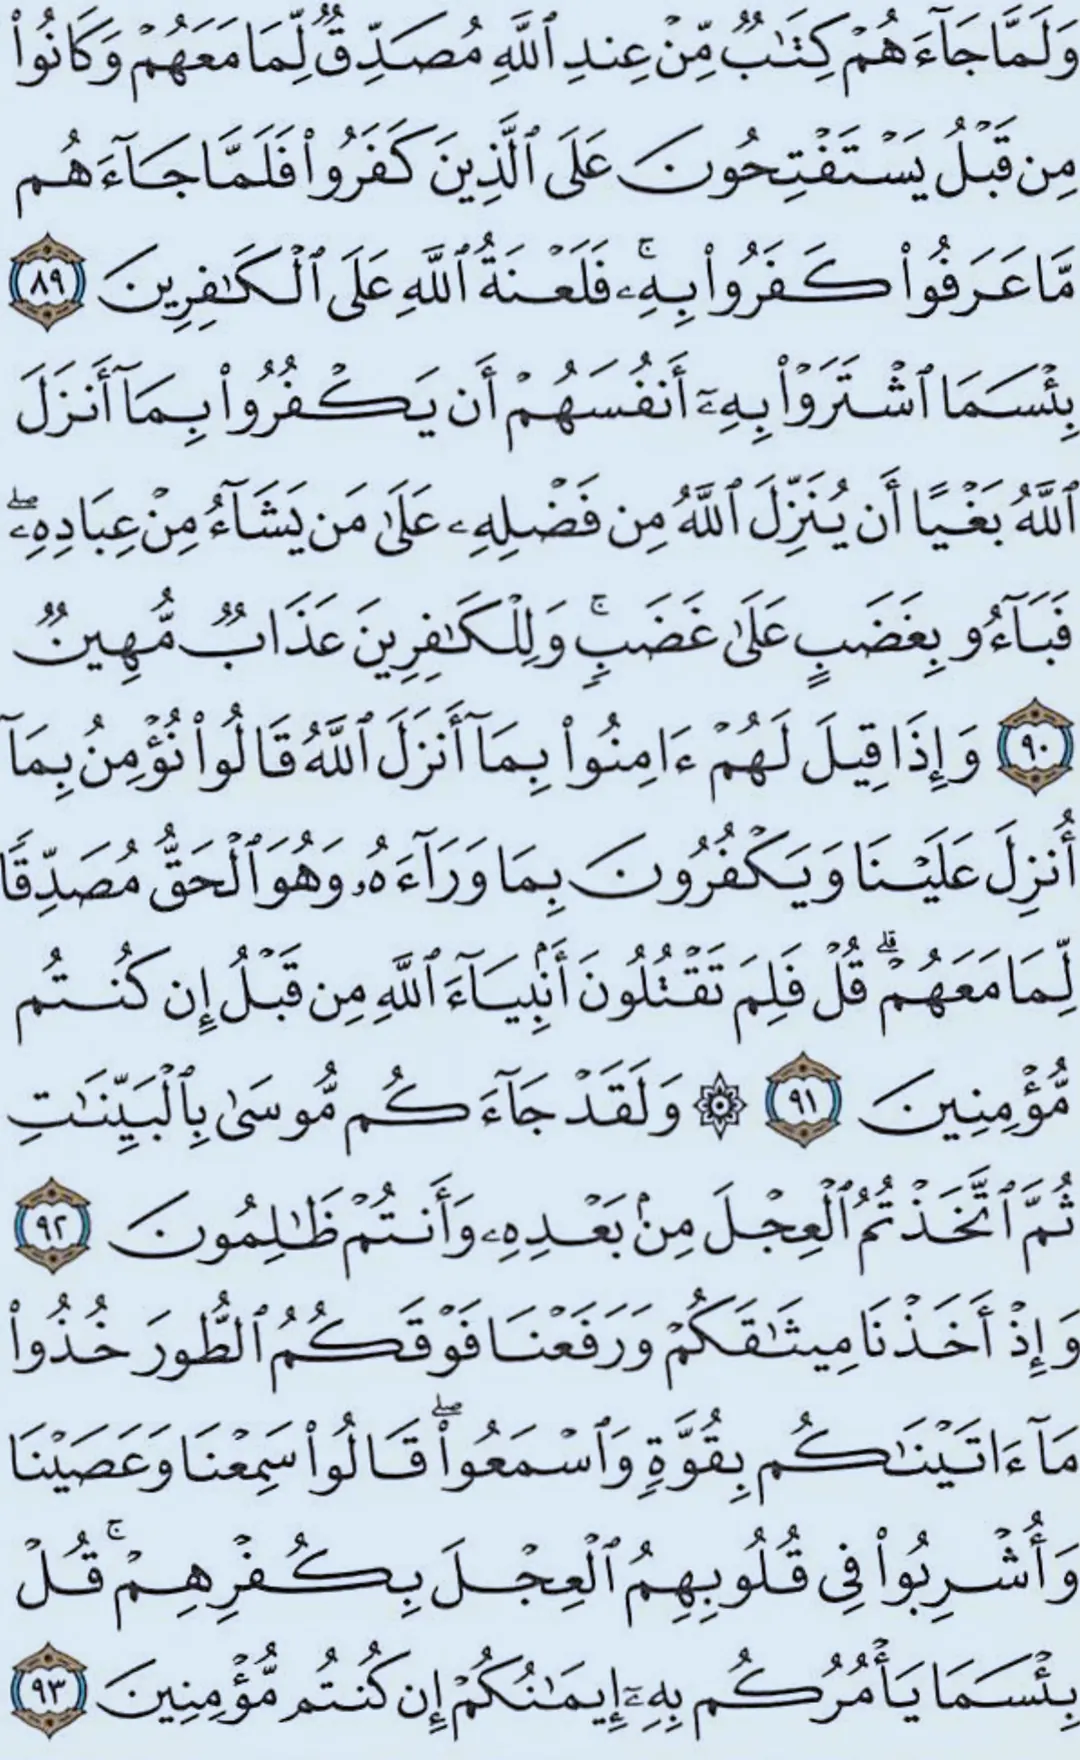 وَلَمَّا جَآءَهُمْ كِتَـٰبٌ مِّنْ عِندِ ٱللَّهِ مُصَدِّقٌ لِّمَا مَعَهُمْ وَكَانُوا۟
مِن قَبْلُ يَسْتَفْتِحُونَ عَلَى ٱلَّذِينَ كَفَرُوا۟ فَلَمَّا جَآءَهُم
مَّا عَرَفُوا۟ كَفَرُوا۟ بِهِۦۚ فَلَعْنَةُ ٱللَّهِ عَلَى ٱلْكَـٰفِرِينَ ٨٩
بِئْسَمَا ٱشْتَرَوْا۟ بِهِۦٓ أَنفُسَهُمْ أَن يَكْفُرُوا۟ بِمَآ أَنزَلَ
ٱللَّهُ بَغْيًا أَن يُنَزِّلَ ٱللَّهُ مِن فَضْلِهِۦ عَلَىٰ مَن يَشَآءُ مِنْ عِبَادِهِۦۖ
فَبَآءُو بِغَضَبٍ عَلَىٰ غَضَبٍۚ وَلِلْكَـٰفِرِينَ عَذَابٌ مُّهِينٌ
٩٠ وَإِذَا قِيلَ لَهُمْ ءَامِنُوا۟ بِمَآ أَنزَلَ ٱللَّهُ قَالُوا۟ نُؤْمِنُ بِمَآ
أُنزِلَ عَلَيْنَا وَيَكْفُرُونَ بِمَا وَرَآءَهُۥ وَهُوَ ٱلْحَقُّ مُصَدِّقًا
لِّمَا مَعَهُمْۗ قُلْ فَلِمَ تَقْتُلُونَ أَنۢبِيَآءَ ٱللَّهِ مِن قَبْلُ إِن كُنتُم
مُّؤْمِنِينَ ٩١ ۞ وَلَقَدْ جَآءَكُم مُّوسَىٰ بِٱلْبَيِّنَـٰتِ
ثُمَّ ٱتَّخَذْتُمُ ٱلْعِجْلَ مِنۢ بَعْدِهِۦ وَأَنتُمْ ظَـٰلِمُونَ ٩٢
وَإِذْ أَخَذْنَا مِيثَـٰقَكُمْ وَرَفَعْنَا فَوْقَكُمُ ٱلطُّورَ خُذُوا۟
مَآ ءَاتَيْنَـٰكُم بِقُوَّةٍ وَٱسْمَعُوا۟ۖ قَالُوا۟ سَمِعْنَا وَعَصَيْنَا
وَأُشْرِبُوا۟ فِى قُلُوبِهِمُ ٱلْعِجْلَ بِكُفْرِهِمْۚ قُلْ
بِئْسَمَا يَأْمُرُكُم بِهِۦٓ إِيمَـٰنُكُمْ إِن كُنتُم مُّؤْمِنِينَ ٩٣